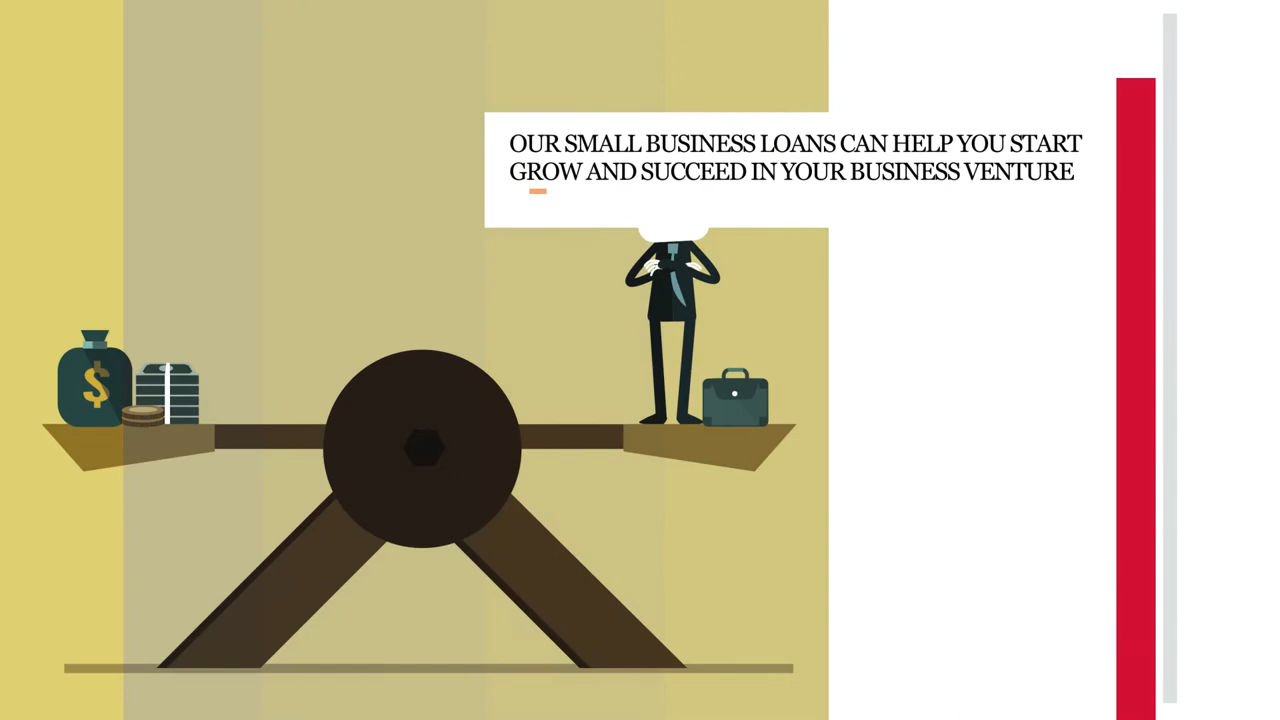 OUR SMALL BUSINESS LOANS CAN HELP YOU START
GROW AND SUCCEED IN YOUR BUSINESS VENTURE
$